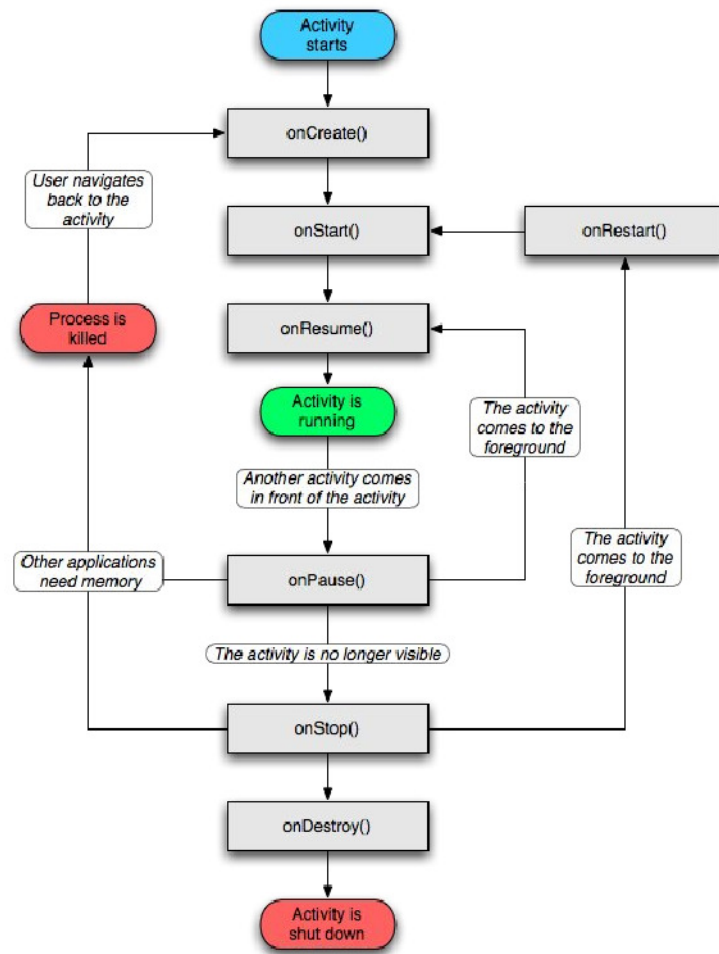 Activity
starts
onCreate()
User navigates
back to the
activity
onStart()
onRestart()
Process is
killed
onResume()
Activity is
running
The activity
comes to the
foreground
Another activity comes
in front of the activity
The activity
comes to the
foreground
Other applications
need memory
onPause()
The activity is no longer visible
onStop()
onDestroy()
Activity is
shut down